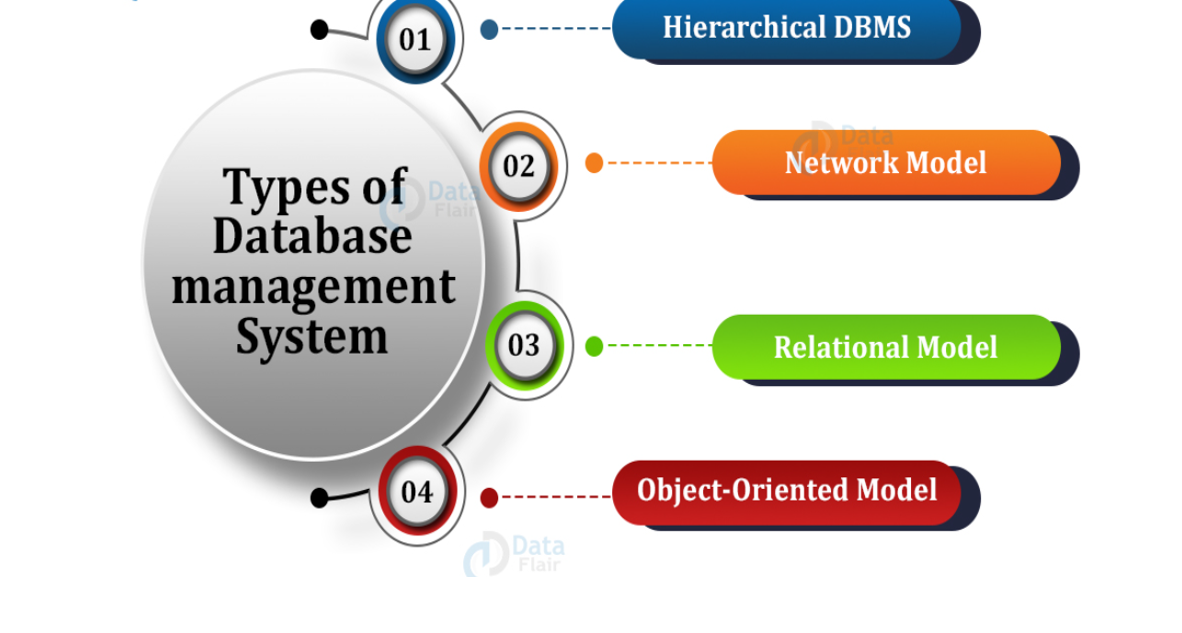 01
Hierarchical DBMS
02
Network Model
Data
Types of
Database
management
System
Data
Flair
03
Relational Model
04
Object-Oriented Model
Data
Flair